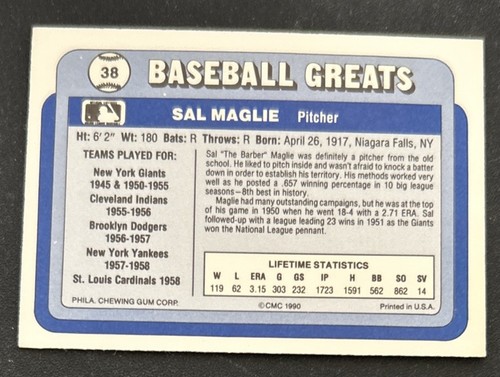 38
BASEBALL GREATS
SAL MAGLIE Pitcher
Ht: 6'2" Wt: 180 Bats: R Throws: R Born: April 26, 1917, Niagara Falls, NY
TEAMS PLAYED FOR:
New York Giants
1945 & 1950-1955
Cleveland Indians
1955-1956
Brooklyn Dodgers
1956-1957
New York Yankees
1957-1958
St. Louis Cardinals 1958
PHILA. CHEWING GUM CORP.
Sal "The Barber" Maglie was definitely a pitcher from the old
school. He liked to pitch inside and wasn't afraid to knock a batter
down in order to establish his territory. His methods worked very
well as he posted a .657 winning percentage in 10 big league
seasons—8th best in history.
Maglie had many outstanding campaigns, but he was at the top
of his game in 1950 when he went 18-4 with a 2.71 ERA. Sal
followed-up with a league leading 23 wins in 1951 as the Giants
won the National League pennant.
LIFETIME STATISTICS
W L ERA G GS IP H BB SO SV
119 62 3.15 303 232 1723 1591 562 862 14
©CMC 1990
Printed in U.S.A.